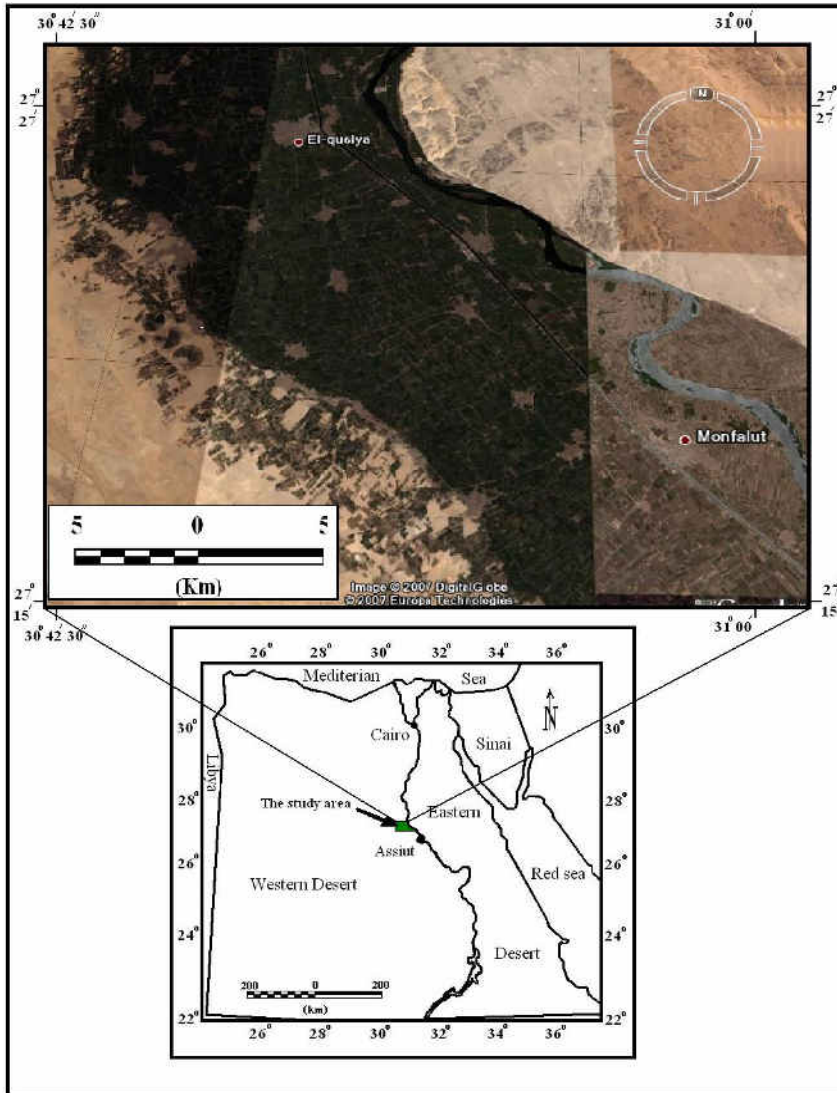 30° 42′ 30″
31° 00′
27°
27′
27°
27′
N
El-qusiya
Monfalut
5 0 5
(Km)
Image © 2007 DigitalGlobe
© 2007 Europa Technologies
27°
15′
27°
15′
30° 42′ 30″
31° 00′
26° 28° 30° 32° 34° 36°
Mediterian Sea
N
30°
30°
Cairo
Sinai
Libya
28°
28°
The study area
Eastern
26°
26°
Assiut
Red sea
Western Desert
24°
24°
Desert
200 0 200
(km)
22°
22°
26° 28° 30° 32° 34° 36°